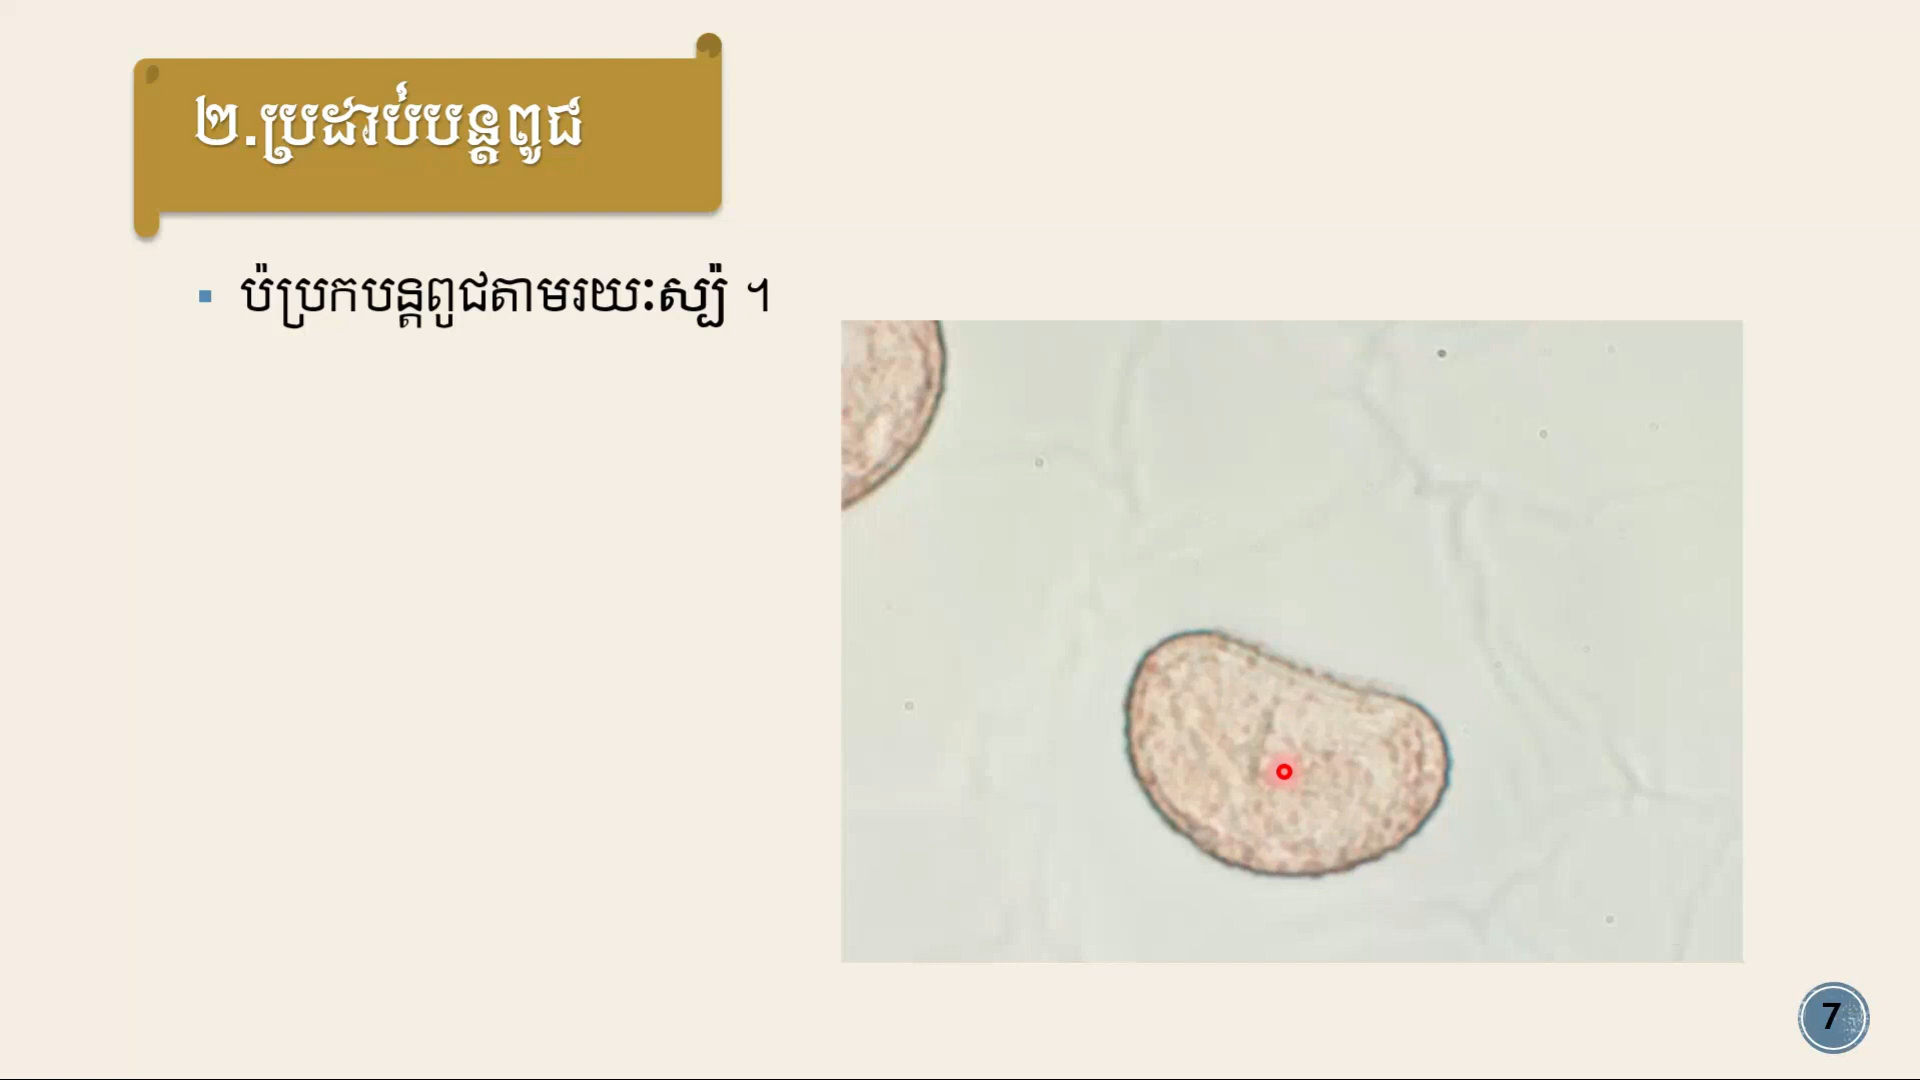 ២.ប្រដាប់បន្តពូជ
▪ ប៉ប្រកបន្តពូជតាមរយៈស្ប៉ ។
7